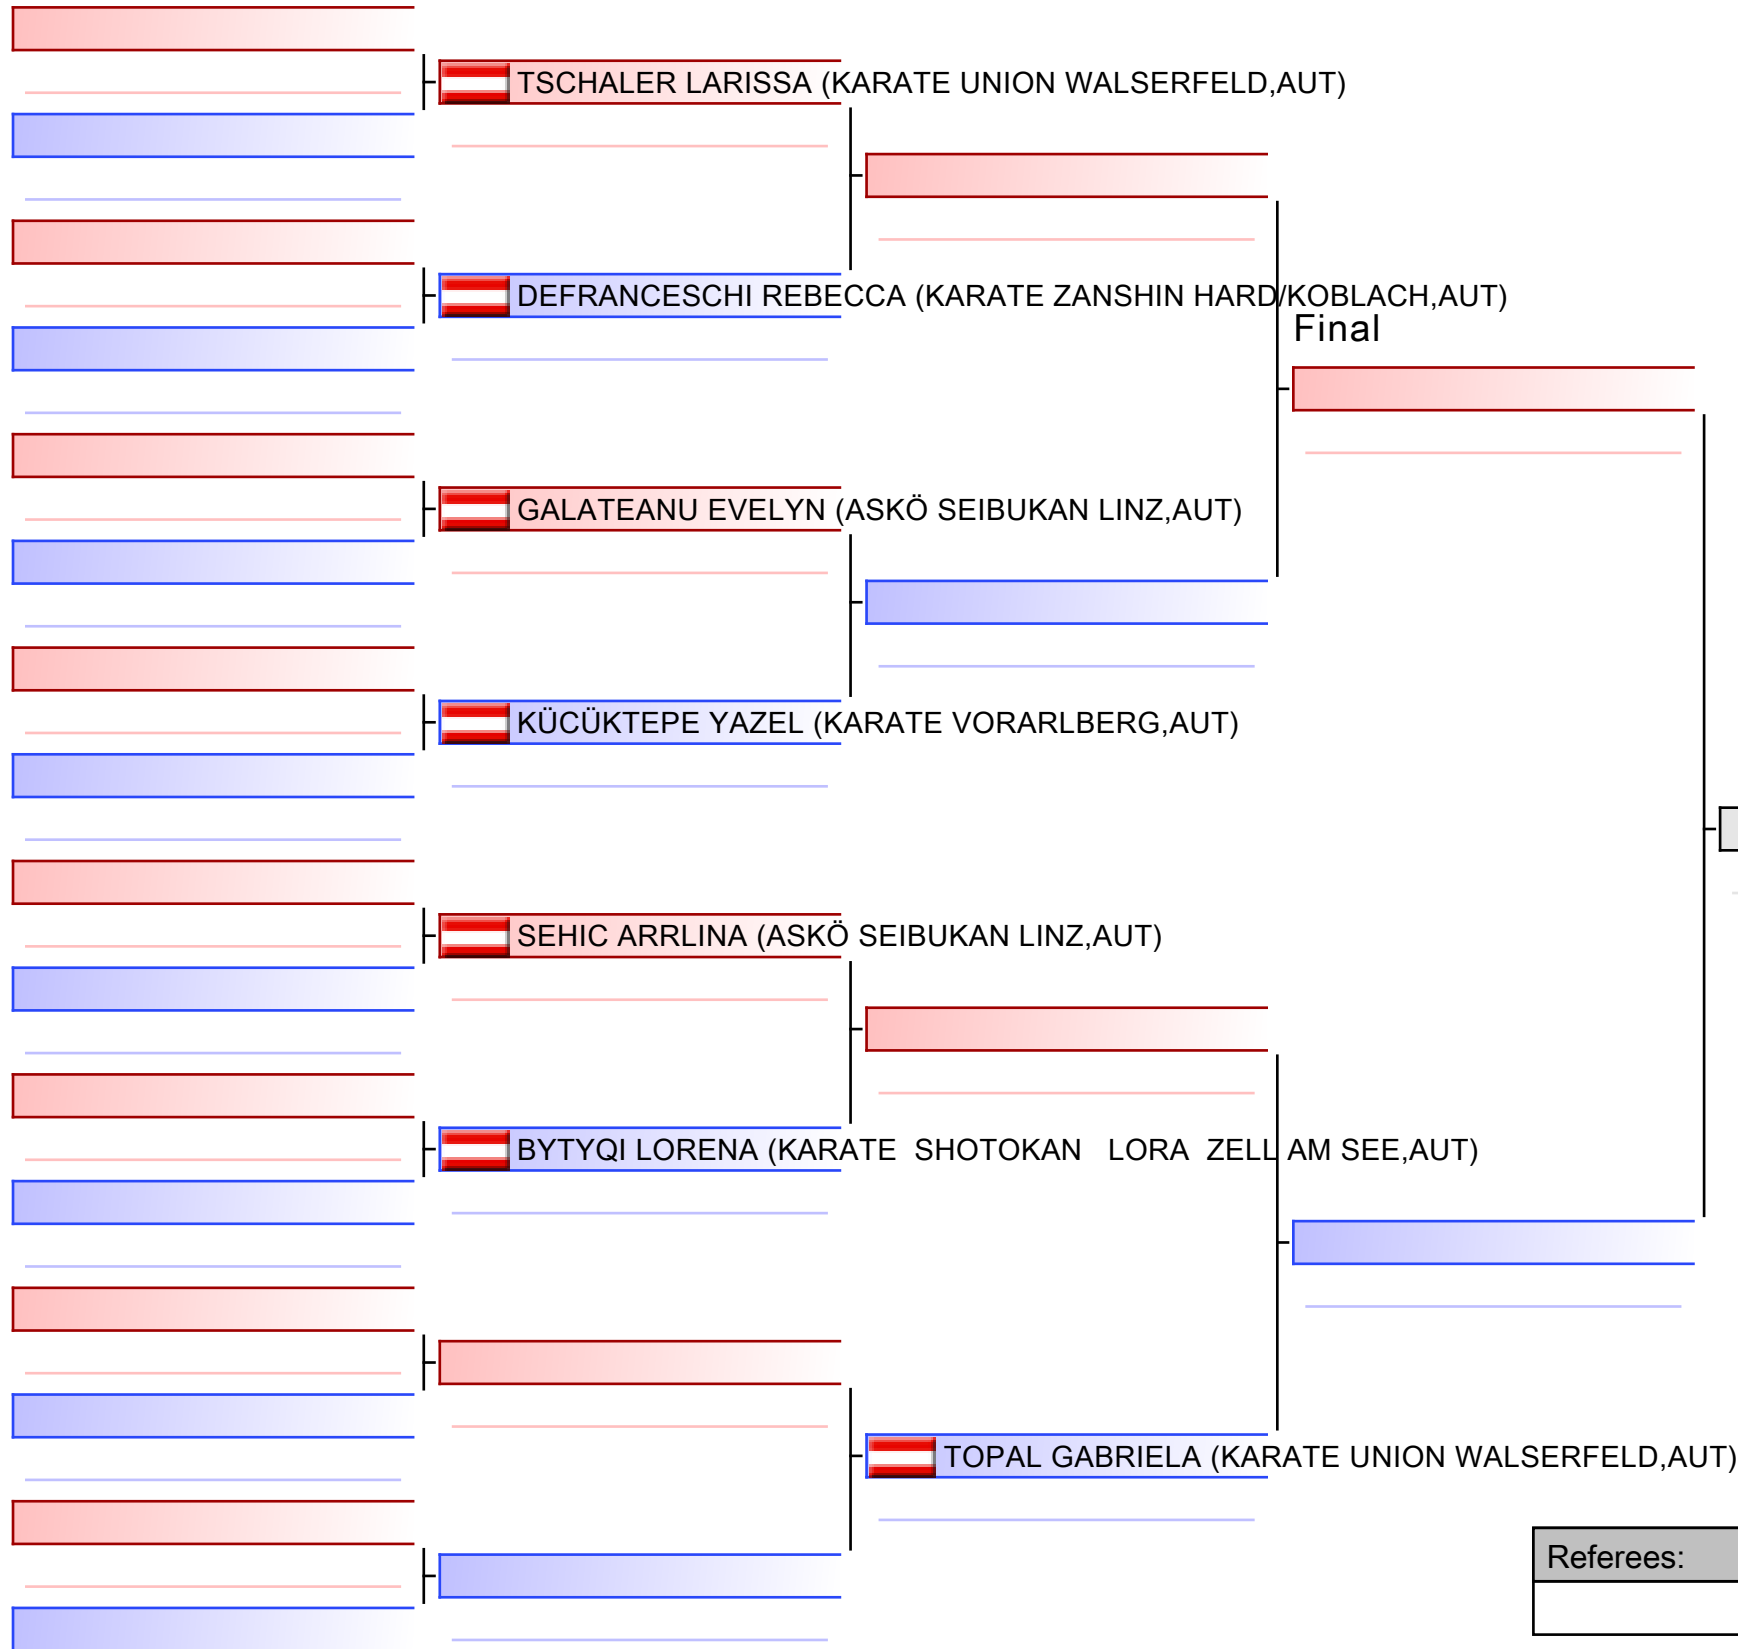 TSCHALER LARISSA (KARATE UNION WALSERFELD,AUT)
DEFRANCESCHI REBECCA (KARATE ZANSHIN HARD/KOBLACH,AUT)
Final
GALATEANU EVELYN (ASKÖ SEIBUKAN LINZ,AUT)
KÜCÜKTEPE YAZEL (KARATE VORARLBERG,AUT)
SEHIC ARRLINA (ASKÖ SEIBUKAN LINZ,AUT)
BYTYQI LORENA (KARATE  SHOTOKAN   LORA  ZELL AM SEE,AUT)
TOPAL GABRIELA (KARATE UNION WALSERFELD,AUT)
Referees: